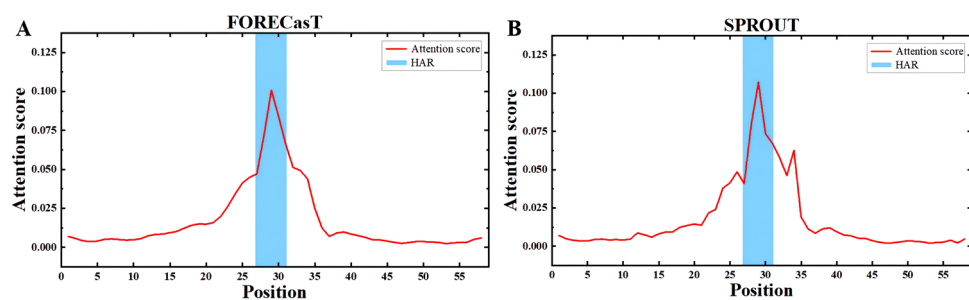 A
FORECasT
Attention score
HAR
0.125
0.100
0.075
0.050
0.025
0.000
Attention score
0 5 10 15 20 25 30 35 40 45 50 55
Position
B
SPROUT
Attention score
HAR
0.125
0.100
0.075
0.050
0.025
0.000
Attention score
0 5 10 15 20 25 30 35 40 45 50 55
Position